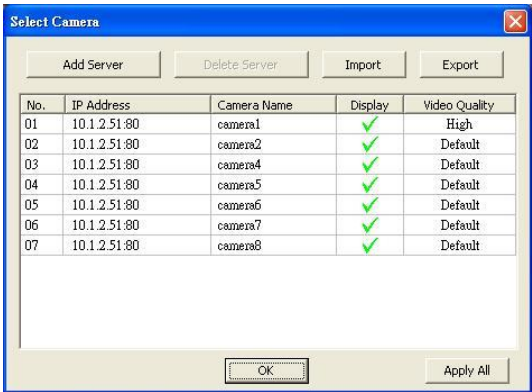 Select Camera
Add Server Delete Server Import Export
No. IP Address Camera Name Display Video Quality
01 10.1.2.51:80 camera1 High
02 10.1.2.51:80 camera2 Default
03 10.1.2.51:80 camera4 Default
04 10.1.2.51:80 camera5 Default
05 10.1.2.51:80 camera6 Default
06 10.1.2.51:80 camera7 Default
07 10.1.2.51:80 camera8 Default
OK Apply All